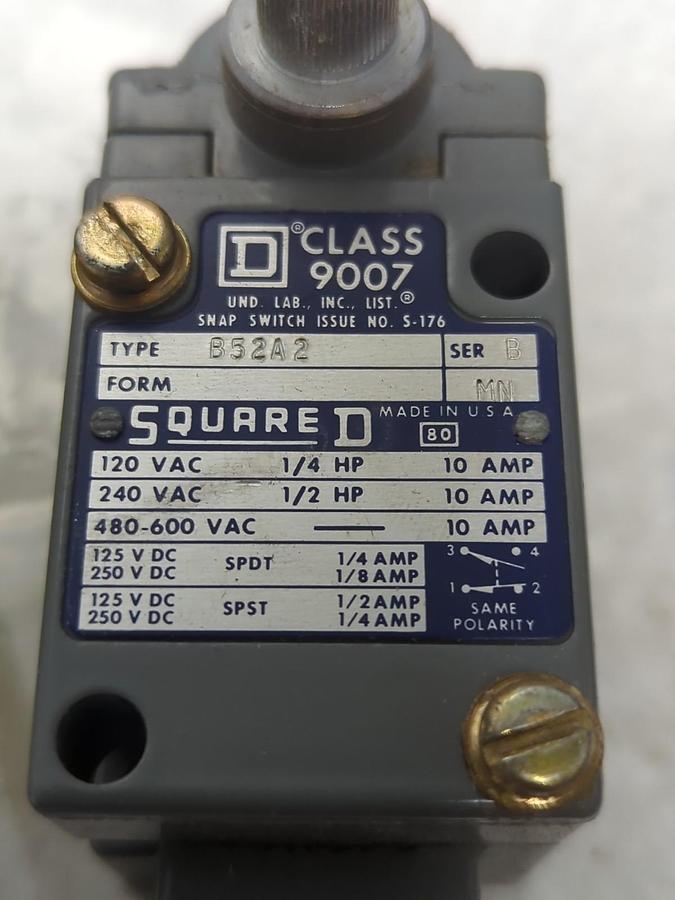 D ® CLASS
9007
UND. LAB., INC., LIST.®
SNAP SWITCH ISSUE NO. S-176
TYPE B52A2 SER B
FORM MN
SQUARE D MADE IN U S A
80
120 VAC 1/4 HP 10 AMP
240 VAC 1/2 HP 10 AMP
480-600 VAC 10 AMP
125 V DC SPDT 1/4 AMP
250 V DC 1/8 AMP
125 V DC SPST 1/2 AMP
250 V DC 1/4 AMP
3 4
1 2
SAME
POLARITY